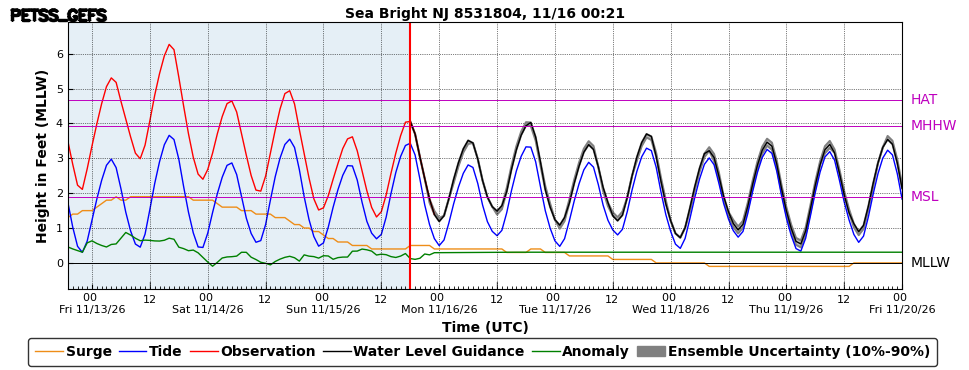 PETSS_GEFS
Sea Bright NJ 8531804, 11/16 00:21
Height in Feet (MLLW)
6
5
4
3
2
1
0
HAT
MHHW
MSL
MLLW
00 12 00 12 00 12 00 12 00 12 00 12 00 12 00
Fri 11/13/26 Sat 11/14/26 Sun 11/15/26 Mon 11/16/26 Tue 11/17/26 Wed 11/18/26 Thu 11/19/26 Fri 11/20/26
Time (UTC)
Surge Tide Observation Water Level Guidance Anomaly Ensemble Uncertainty (10%-90%)